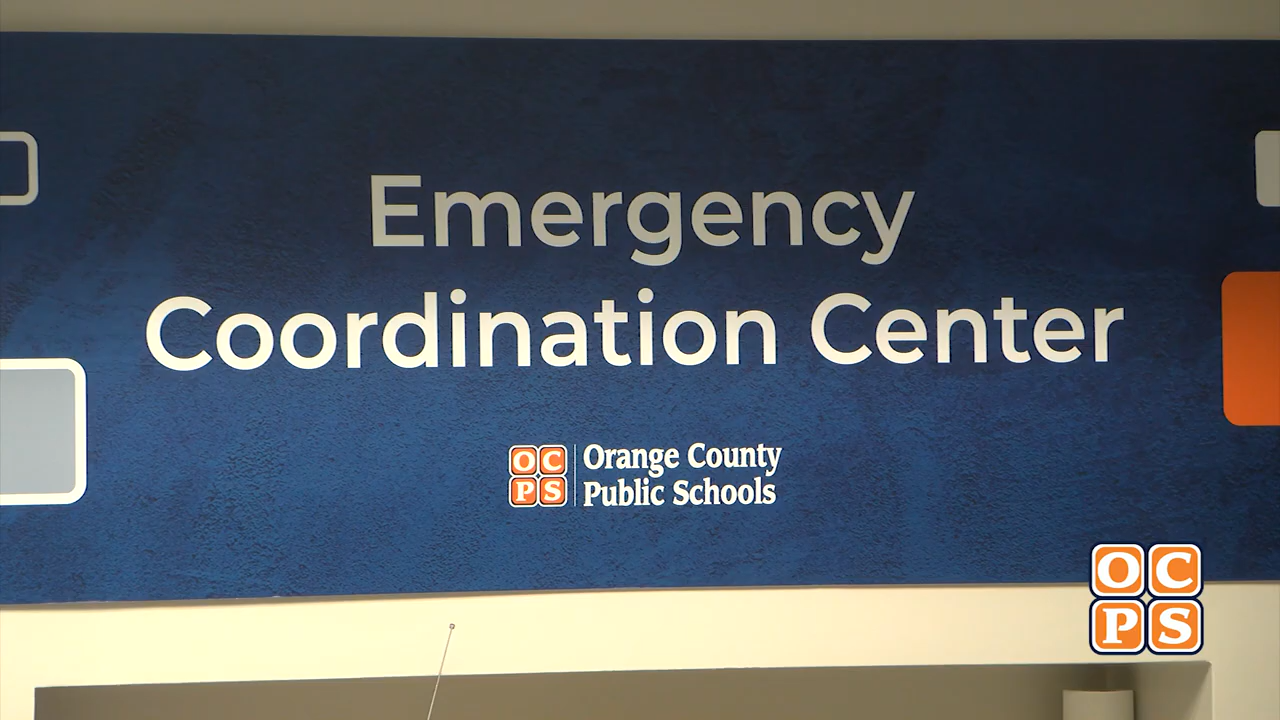 Emergency
Coordination Center
OC
PS
Orange County
Public Schools
OC
PS